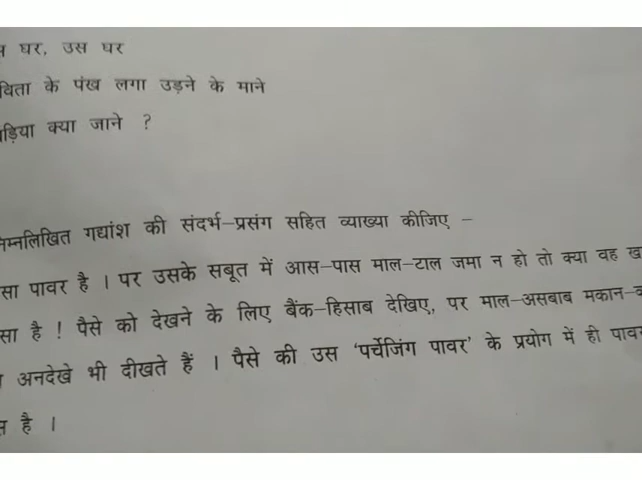 घर, उस घर
के पंख लगा उड़ने के माने
क्या जाने ?
गद्यांश की संदर्भ–प्रसंग सहित व्याख्या कीजिए –
पावर है । पर उसके सबूत में आस–पास माल–टाल जमा न हो तो क्या वह
है ! पैसे को देखने के लिए बैंक–हिसाब देखिए, पर माल–असबाब मकान–
अनदेखे भी दीखते हैं । पैसे की उस 'पर्चेजिंग पावर' के प्रयोग में ही
है ।